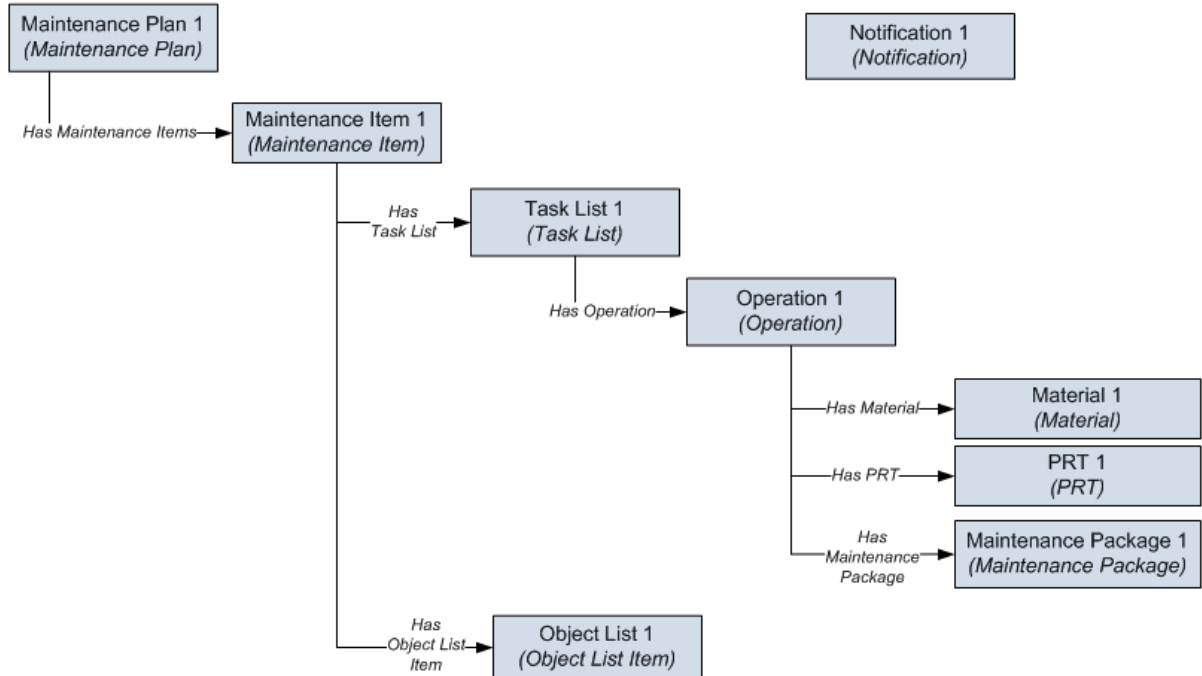 Maintenance Plan 1
(Maintenance Plan)
Notification 1
(Notification)
Has Maintenance Items
Maintenance Item 1
(Maintenance Item)
Has
Task List
Task List 1
(Task List)
Has Operation
Operation 1
(Operation)
Has Material
Material 1
(Material)
Has PRT
PRT 1
(PRT)
Has
Maintenance
Package
Maintenance Package 1
(Maintenance Package)
Has
Object List
Item
Object List 1
(Object List Item)